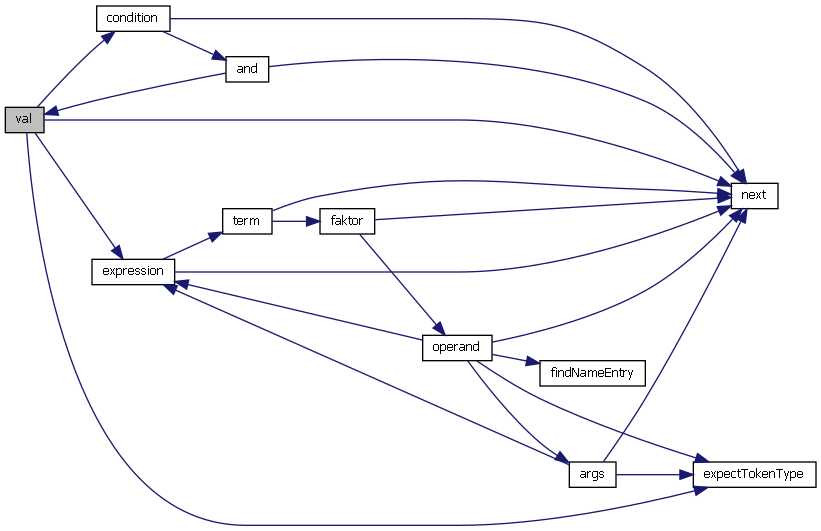 condition
and
val
next
term
faktor
expression
operand
findNameEntry
args
expectTokenType